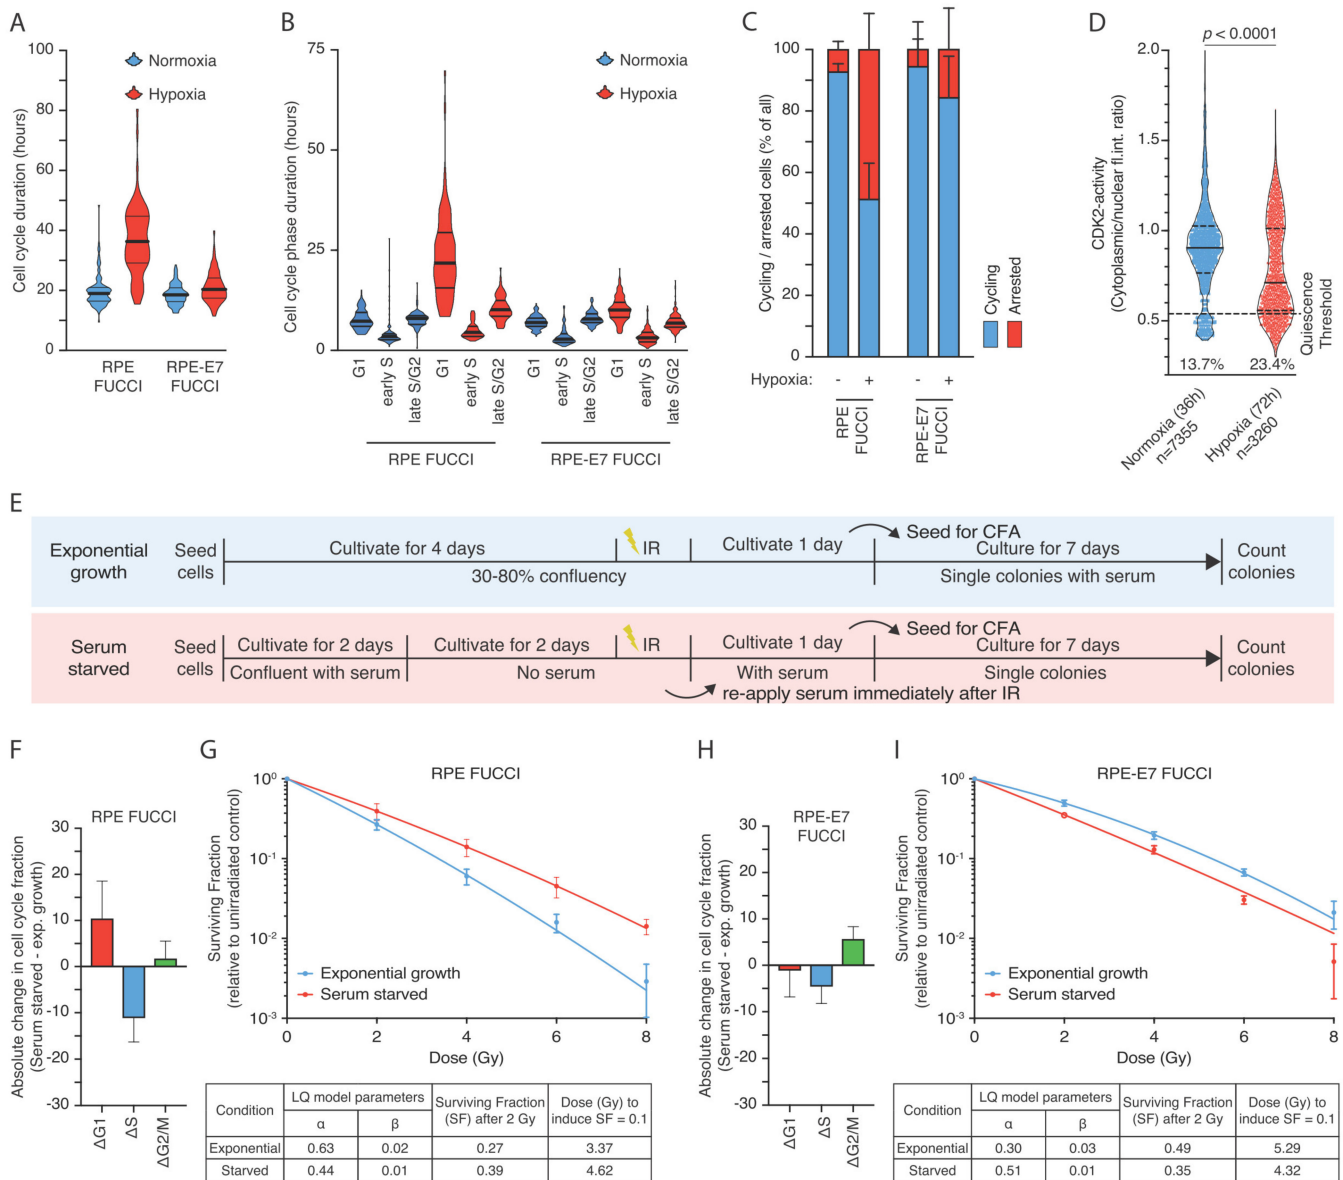 A
Cell cycle duration (hours)
100
80
60
40
20
0
Normoxia
Hypoxia
RPE
FUCCI
RPE-E7
FUCCI
B
Cell cycle phase duration (hours)
75
50
25
0
Normoxia
Hypoxia
G1
early S
late S/G2
G1
early S
late S/G2
G1
early S
late S/G2
G1
early S
late S/G2
RPE FUCCI
RPE-E7 FUCCI
C
Cycling / arrested cells (% of all)
100
80
60
40
20
0
Cycling
Arrested
Hypoxia:
- + - +
RPE
FUCCI
RPE-E7
FUCCI
D
p < 0.0001
CDK2-activity
(Cytoplasmic/nuclear fl.int. ratio)
2.0
1.5
1.0
0.5
Quiescence
Threshold
13.7% 23.4%
Normoxia (36h)
n=7355
Hypoxia (72h)
n=3260
E
Exponential
growth
Seed
cells
Cultivate for 4 days
30-80% confluency
IR
Cultivate 1 day
Seed for CFA
Culture for 7 days
Single colonies with serum
Count
colonies
Serum
starved
Seed
cells
Cultivate for 2 days
Confluent with serum
Cultivate for 2 days
No serum
IR
Cultivate 1 day
With serum
re-apply serum immediately after IR
Seed for CFA
Culture for 7 days
Single colonies
Count
colonies
F
RPE FUCCI
Absolute change in cell cycle fraction
(Serum starved - exp. growth)
30
20
10
0
-10
-20
-30
ΔG1
ΔS
ΔG2/M
G
RPE FUCCI
Surviving Fraction
(relative to unirradiated control)
10⁰
10⁻¹
10⁻²
10⁻³
Exponential growth
Serum starved
0 2 4 6 8
Dose (Gy)
Condition
LQ model parameters
α β
Surviving Fraction
(SF) after 2 Gy
Dose (Gy) to
induce SF = 0.1
Exponential 0.63 0.02 0.27 3.37
Starved 0.44 0.01 0.39 4.62
H
RPE-E7
FUCCI
Absolute change in cell cycle fraction
(Serum starved - exp. growth)
30
20
10
0
-10
-20
-30
ΔG1
ΔS
ΔG2/M
I
RPE-E7 FUCCI
Surviving Fraction
(relative to unirradiated control)
10⁰
10⁻¹
10⁻²
10⁻³
Exponential growth
Serum starved
0 2 4 6 8
Dose (Gy)
Condition
LQ model parameters
α β
Surviving Fraction
(SF) after 2 Gy
Dose (Gy) to
induce SF = 0.1
Exponential 0.30 0.03 0.49 5.29
Starved 0.51 0.01 0.35 4.32